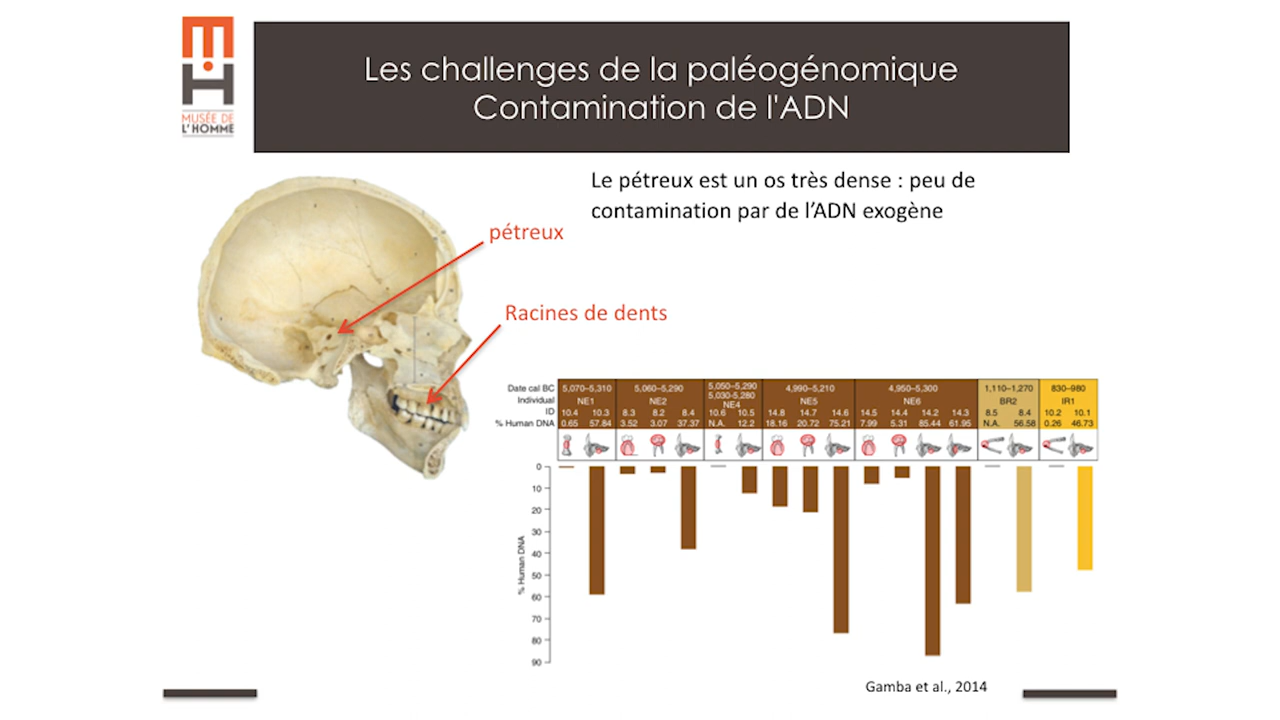 MUSÉE DE
L'HOMME
Les challenges de la paléogénomique
Contamination de l'ADN
Le pétreux est un os très dense : peu de
contamination par de l'ADN exogène
pétreux
Racines de dents
Date cal BC 5,070–5,310 5,060–5,290 5,050–5,290 5,030–5,280 4,990–5,210 4,950–5,300 1,110–1,270 830–980
Individual NE1 NE2 NE4 NE5 NE6 BR2 IR1
ID 10.4 10.3 8.3 8.2 8.4 10.6 10.5 14.8 14.7 14.6 14.5 14.4 14.2 14.3 8.5 8.4 10.2 10.1
% Human DNA 0.65 57.84 3.52 3.07 37.37 N.A. 12.2 18.16 20.72 75.21 7.99 5.31 85.44 61.95 N.A. 56.58 0.26 46.73
0
10
20
30
40
50
60
70
80
90
% Human DNA
Gamba et al., 2014